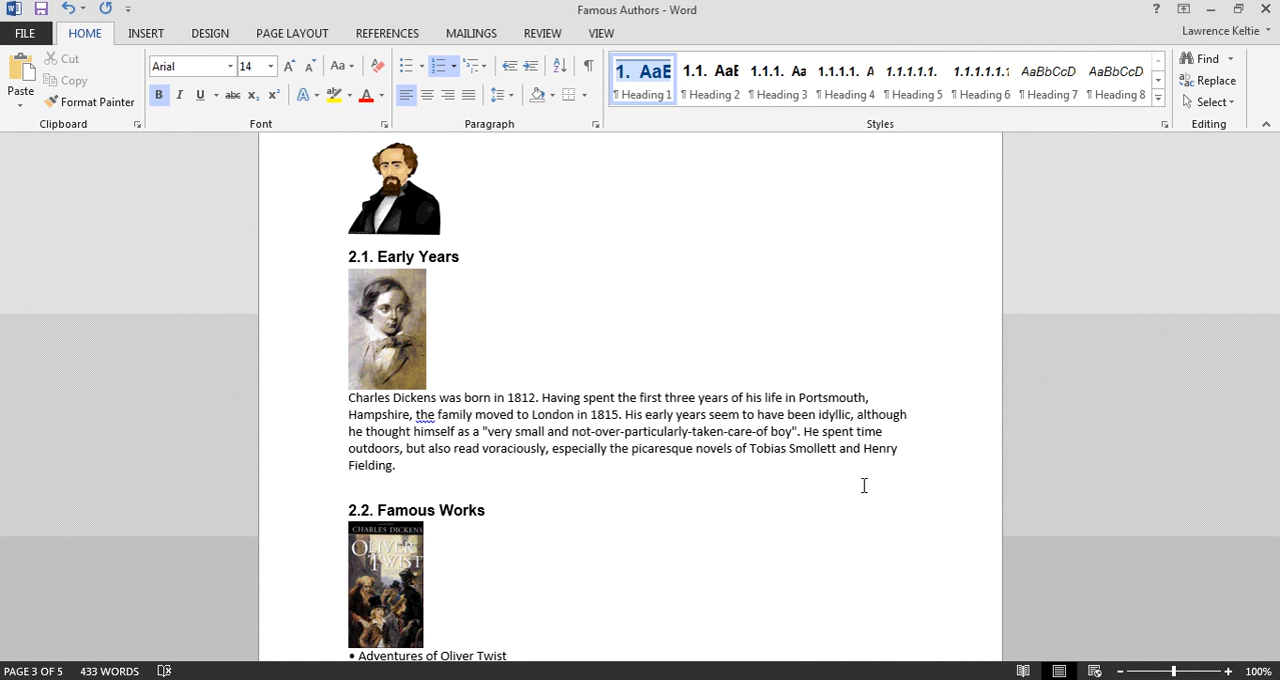 Famous Authors - Word
FILE HOME INSERT DESIGN PAGE LAYOUT REFERENCES MAILINGS REVIEW VIEW Lawrence Keltie
Paste
Cut
Copy
Format Painter
Clipboard
Arial 14
Font
Paragraph
1. AaE 1.1. AaE 1.1.1. Aa 1.1.1.1. A 1.1.1.1.1. 1.1.1.1.1.1 AaBbCcD AaBbCcD
¶ Heading 1 ¶ Heading 2 ¶ Heading 3 ¶ Heading 4 ¶ Heading 5 ¶ Heading 6 ¶ Heading 7 ¶ Heading 8
Styles
Find
Replace
Select
Editing
2.1. Early Years
Charles Dickens was born in 1812. Having spent the first three years of his life in Portsmouth,
Hampshire, the family moved to London in 1815. His early years seem to have been idyllic, although
he thought himself as a "very small and not-over-particularly-taken-care-of boy". He spent time
outdoors, but also read voraciously, especially the picaresque novels of Tobias Smollett and Henry
Fielding.
2.2. Famous Works
CHARLES DICKENS
OLIVER
TWIST
• Adventures of Oliver Twist
PAGE 3 OF 5 433 WORDS 100%